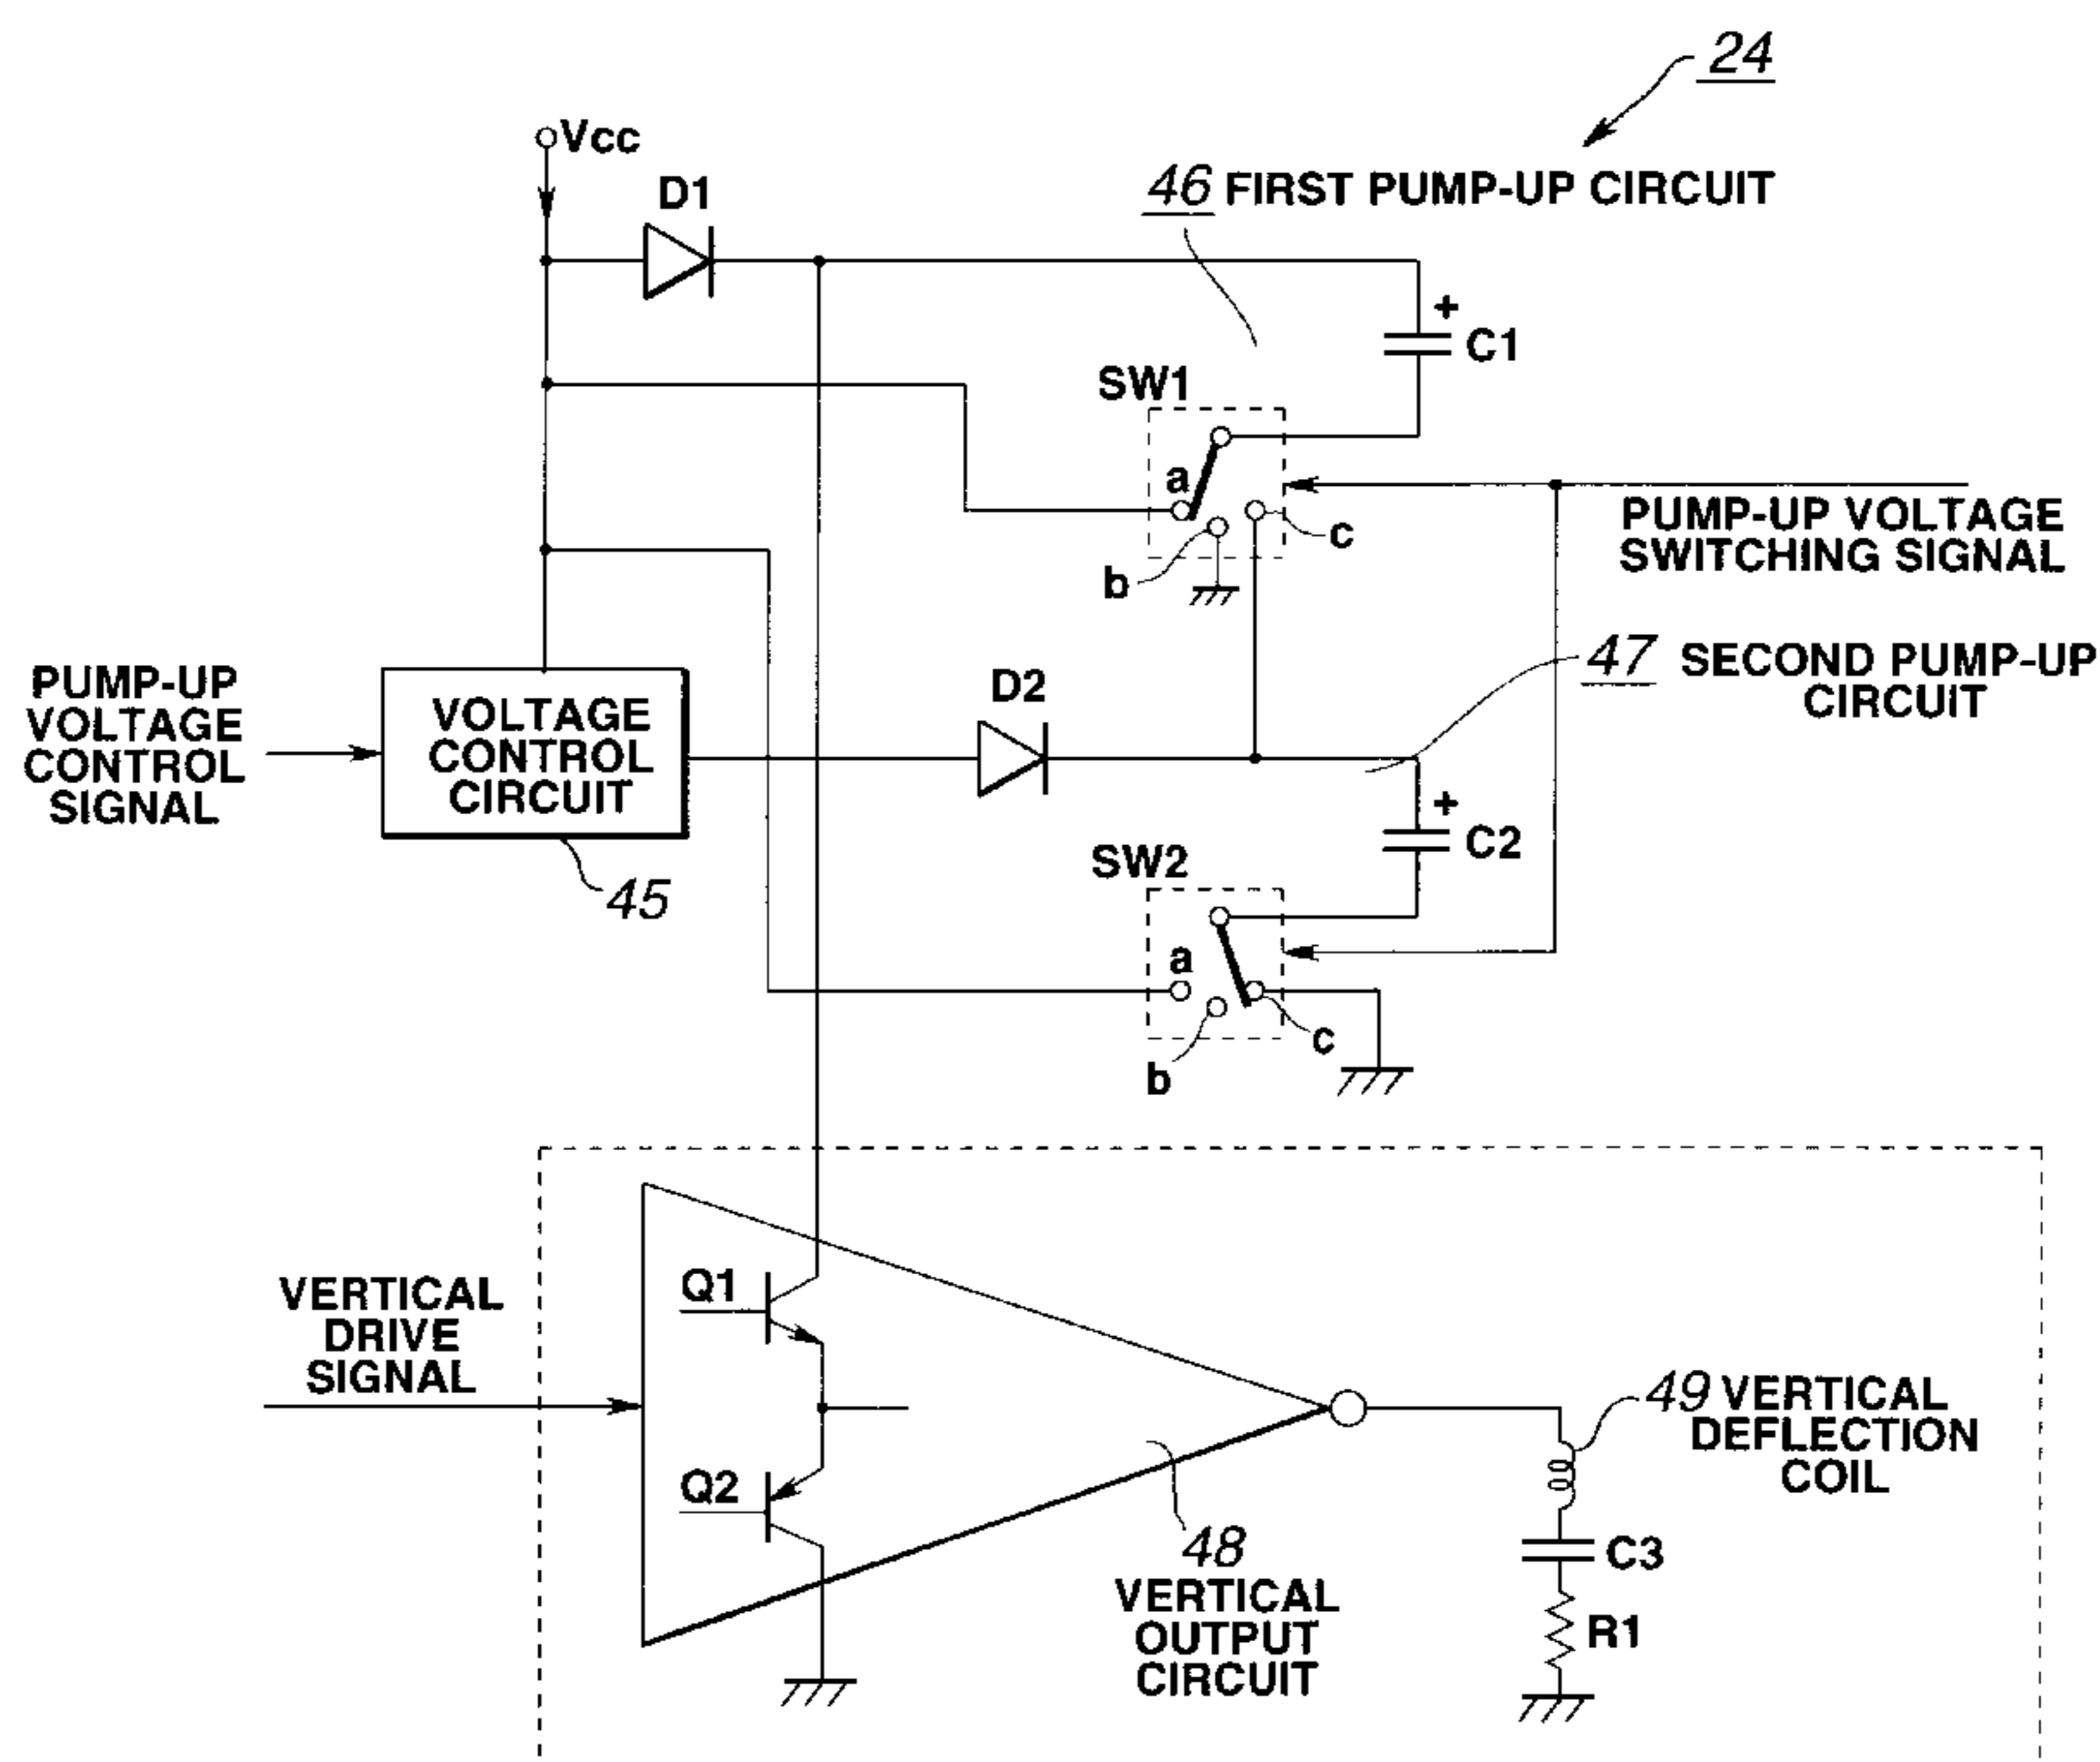 24
Vcc
D1
46 FIRST PUMP-UP CIRCUIT
+
C1
SW1
a
c
b
PUMP-UP VOLTAGE
SWITCHING SIGNAL
47 SECOND PUMP-UP
CIRCUIT
PUMP-UP
VOLTAGE
CONTROL
SIGNAL
VOLTAGE
CONTROL
CIRCUIT
45
D2
+
C2
SW2
a
c
b
VERTICAL
DRIVE
SIGNAL
Q1
Q2
48
VERTICAL
OUTPUT
CIRCUIT
49 VERTICAL
DEFLECTION
COIL
C3
R1